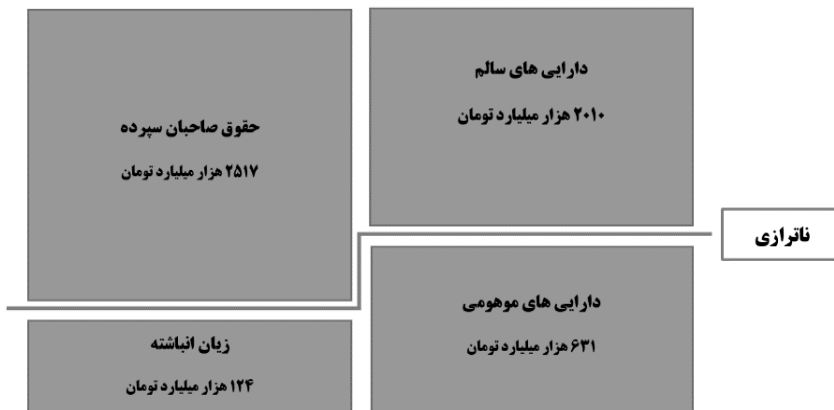 دارایی های سالم
۲۰۱۰ هزار میلیارد تومان
حقوق صاحبان سپرده
۲۵۱۷ هزار میلیارد تومان
ناترازی
دارایی های موهومی
۶۳۱ هزار میلیارد تومان
زیان انباشته
۱۲۴ هزار میلیارد تومان